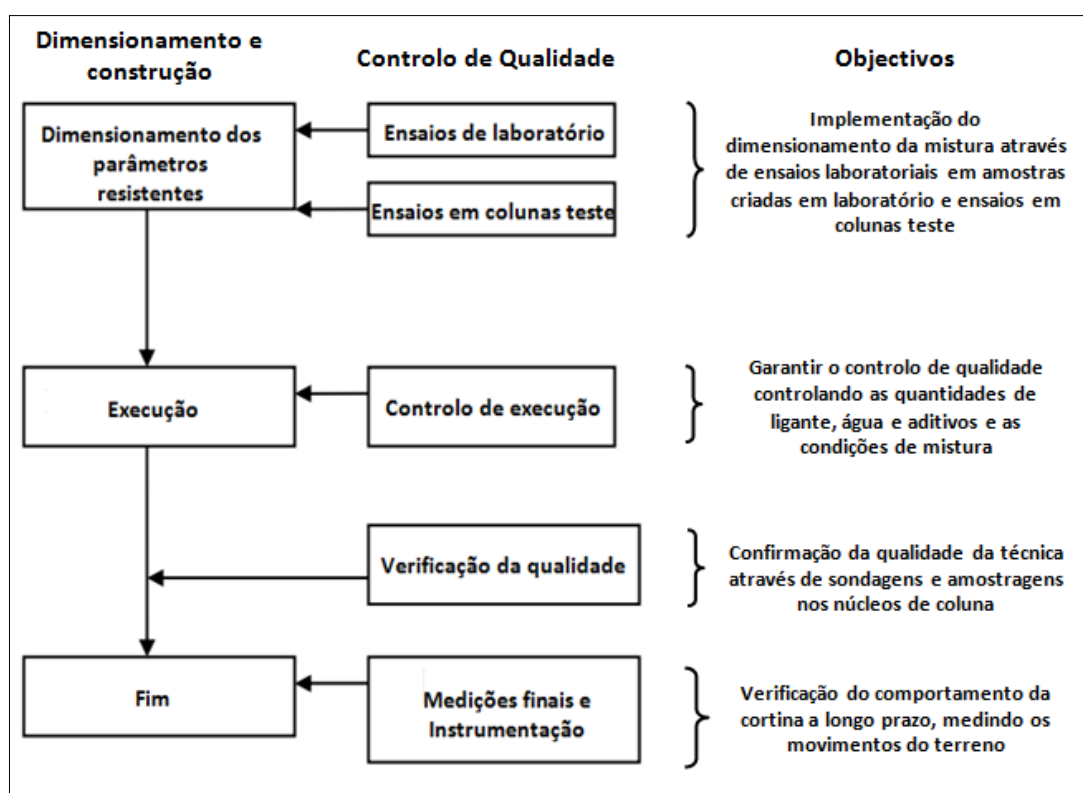 Dimensionamento e
construção
Controlo de Qualidade
Objectivos
Dimensionamento dos
parâmetros
resistentes
Ensaios de laboratório
Ensaios em colunas teste
Implementação do
dimensionamento da mistura através
de ensaios laboratoriais em amostras
criadas em laboratório e ensaios em
colunas teste
Execução
Controlo de execução
Garantir o controlo de qualidade
controlando as quantidades de
ligante, água e aditivos e as
condições de mistura
Verificação da qualidade
Confirmação da qualidade da técnica
através de sondagens e amostragens
nos núcleos de coluna
Fim
Medições finais e
Instrumentação
Verificação do comportamento da
cortina a longo prazo, medindo os
movimentos do terreno